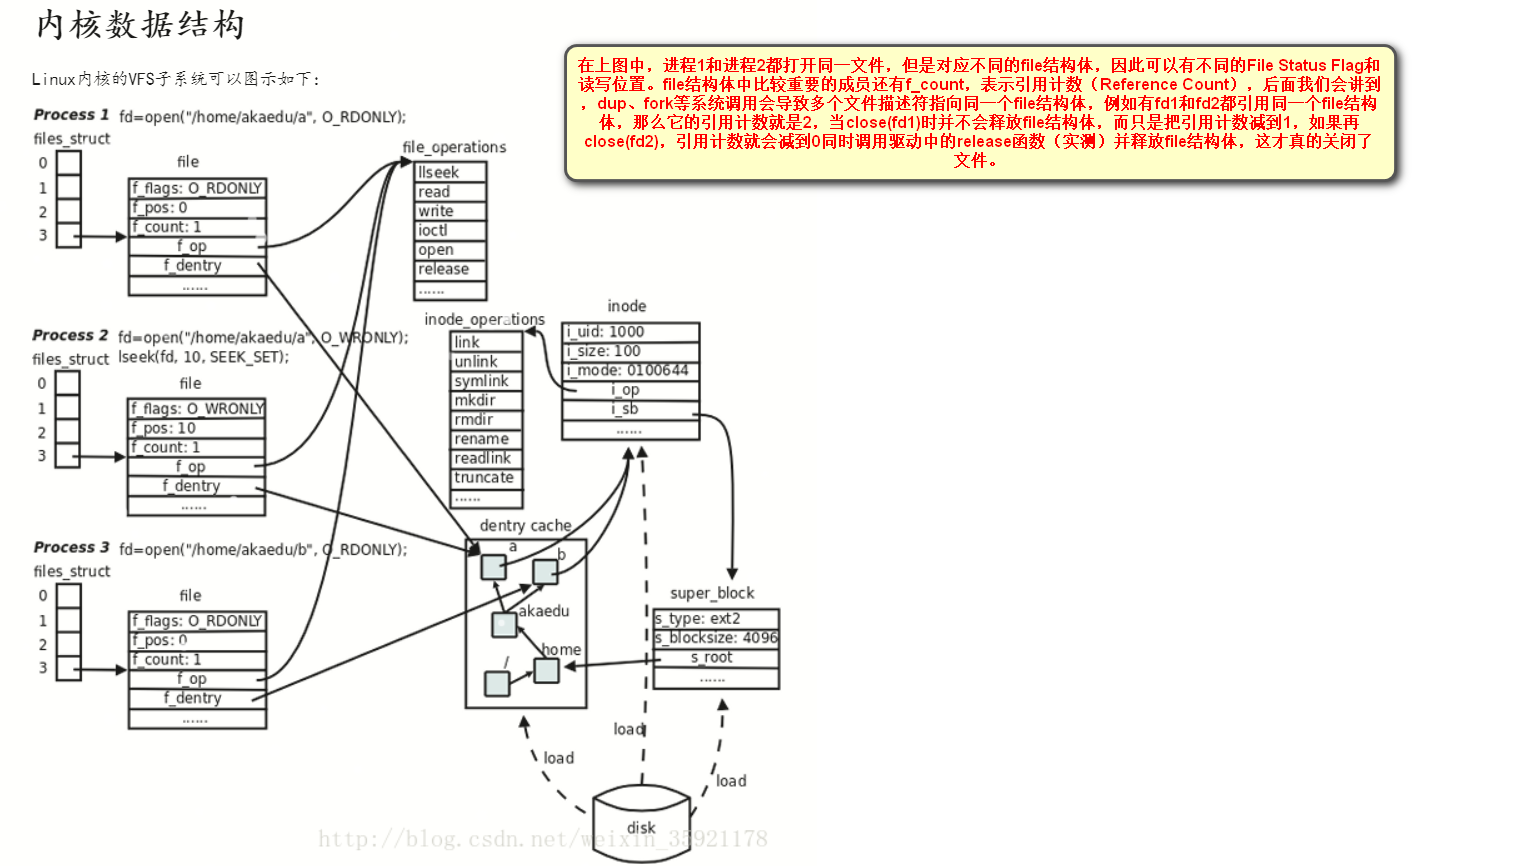 内核数据结构
Linux内核的VFS子系统可以图示如下：
在上图中，进程1和进程2都打开同一文件，但是对应不同的file结构体，因此可以有不同的File Status Flag和
读写位置。file结构体中比较重要的成员还有f_count，表示引用计数（Reference Count），后面我们会讲到
，dup、fork等系统调用会导致多个文件描述符指向同一个file结构体，例如有fd1和fd2都引用同一个file结构
体，那么它的引用计数就是2，当close(fd1)时并不会释放file结构体，而只是把引用计数减到1，如果再
close(fd2)，引用计数就会减到0同时调用驱动中的release函数（实测）并释放file结构体，这才真的关闭了
文件。
Process 1 fd=open("/home/akaedu/a", O_RDONLY);
files_struct
0
1
2
3
file
f_flags: O_RDONLY
f_pos: 0
f_count: 1
f_op
f_dentry
......
file_operations
llseek
read
write
ioctl
open
release
......
Process 2 fd=open("/home/akaedu/a", O_WRONLY);
files_struct lseek(fd, 10, SEEK_SET);
0
1
2
3
file
f_flags: O_WRONLY
f_pos: 10
f_count: 1
f_op
f_dentry
......
inode_operations
link
unlink
symlink
mkdir
rmdir
rename
readlink
truncate
......
inode
i_uid: 1000
i_size: 100
i_mode: 0100644
i_op
i_sb
......
Process 3 fd=open("/home/akaedu/b", O_RDONLY);
files_struct
0
1
2
3
file
f_flags: O_RDONLY
f_pos: 0
f_count: 1
f_op
f_dentry
......
dentry cache
a
b
akaedu
home
/
super_block
s_type: ext2
s_blocksize: 4096
s_root
......
load
load
load
disk
http://blog.csdn.net/weixin_35921178